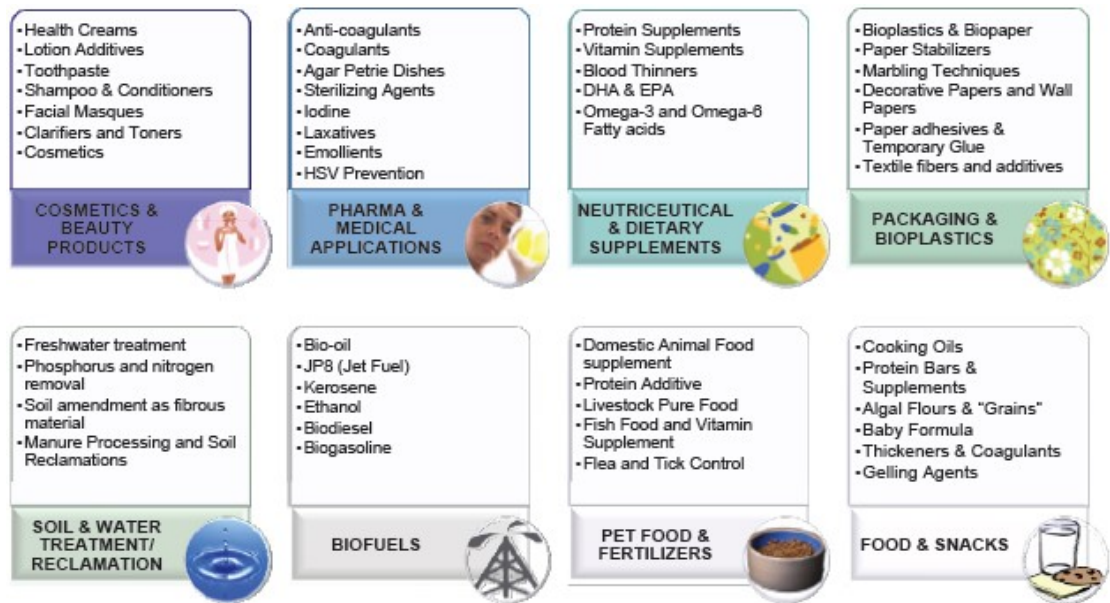 ▪Health Creams
▪Lotion Additives
▪Toothpaste
▪Shampoo & Conditioners
▪Facial Masques
▪Clarifiers and Toners
▪Cosmetics
COSMETICS &
BEAUTY
PRODUCTS
▪Anti-coagulants
▪Coagulants
▪Agar Petrie Dishes
▪Sterilizing Agents
▪Iodine
▪Laxatives
▪Emollients
▪HSV Prevention
PHARMA &
MEDICAL
APPLICATIONS
▪Protein Supplements
▪Vitamin Supplements
▪Blood Thinners
▪DHA & EPA
▪Omega-3 and Omega-6
Fatty acids
NEUTRICEUTICAL
& DIETARY
SUPPLEMENTS
▪Bioplastics & Biopaper
▪Paper Stabilizers
▪Marbling Techniques
▪Decorative Papers and Wall
Papers
▪Paper adhesives &
Temporary Glue
▪Textile fibers and additives
PACKAGING &
BIOPLASTICS
▪Freshwater treatment
▪Phosphorus and nitrogen
removal
▪Soil amendment as fibrous
material
▪Manure Processing and Soil
Reclamations
SOIL & WATER
TREATMENT/
RECLAMATION
▪Bio-oil
▪JP8 (Jet Fuel)
▪Kerosene
▪Ethanol
▪Biodiesel
▪Biogasoline
BIOFUELS
▪Domestic Animal Food
supplement
▪Protein Additive
▪Livestock Pure Food
▪Fish Food and Vitamin
Supplement
▪Flea and Tick Control
PET FOOD &
FERTILIZERS
▪Cooking Oils
▪Protein Bars &
Supplements
▪Algal Flours & "Grains"
▪Baby Formula
▪Thickeners & Coagulants
▪Gelling Agents
FOOD & SNACKS